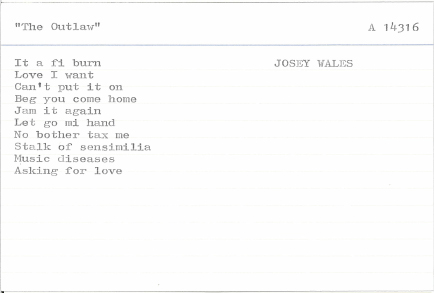 "The Outlaw"
A 14316
It a fi burn
JOSEY WALES
Love I want
Can't put it on
Beg you come home
Jam it again
Let go mi hand
No bother tax me
Stalk of sensimilia
Music diseases
Asking for love